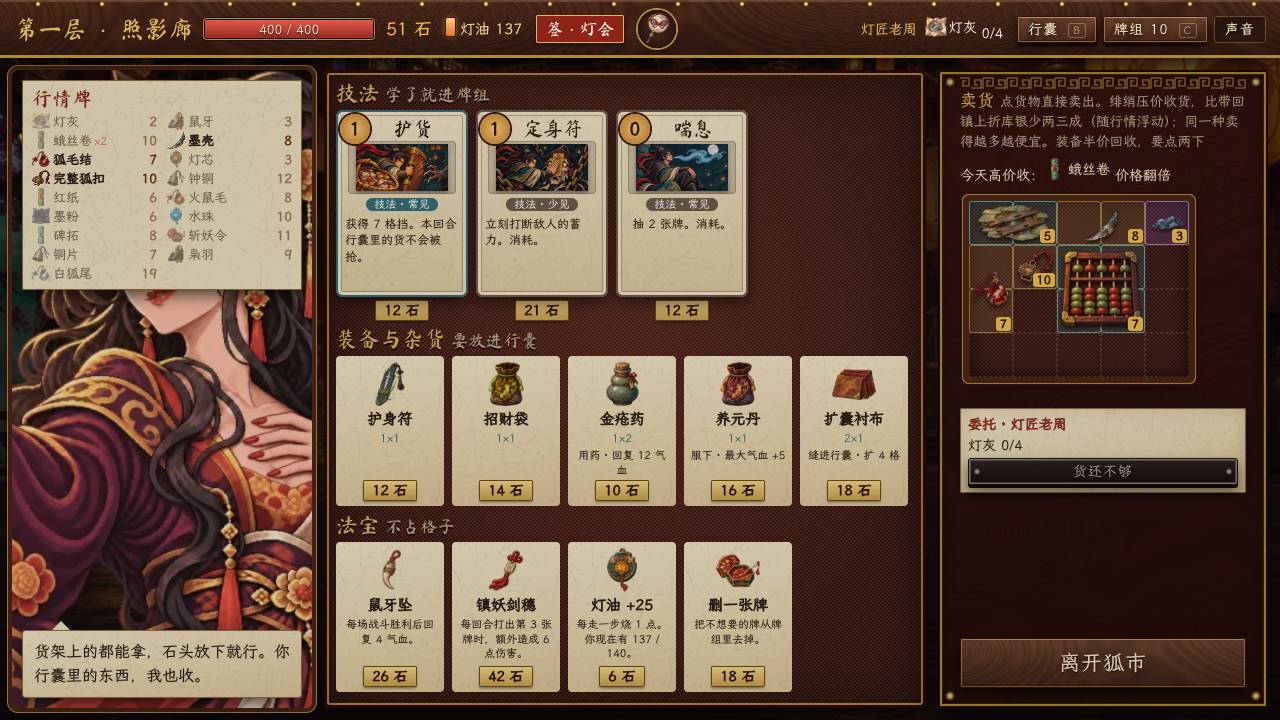 第一层 · 照影廊
400 / 400
51 石
灯油 137
签 · 灯会
灯匠老周
灯灰 0/4
行囊 B
牌组 10 C
声音
行情牌
灯灰 2 鼠牙 3
蛾丝卷×2 10 墨壳 8
狐毛结 7 灯芯 3
完整狐扣 10 钟铜 12
红纸 6 火鼠毛 8
墨粉 6 水珠 10
碑拓 8 斩妖令 11
铜片 7 枭羽 9
白狐尾 19
货架上的都能拿，石头放下就行。你
行囊里的东西，我也收。
技法 学了就进牌组
1 护货
技法·常见
获得 7 格挡。本回合
行囊里的货不会被
抢。
12 石
1 定身符
技法·少见
立刻打断敌人的蓄
力。消耗。
21 石
0 喘息
技法·常见
抽 2 张牌。消耗。
12 石
装备与杂货 要放进行囊
护身符
1×1
12 石
招财袋
1×1
14 石
金疮药
1×2
用药·回复 12 气
血
10 石
养元丹
1×1
服下·最大气血 +5
16 石
扩囊衬布
2×1
缝进行囊·扩 4 格
18 石
法宝 不占格子
鼠牙坠
每场战斗胜利后回
复 4 气血。
26 石
镇妖剑穗
每回合打出第 3 张
牌时，额外造成 6
点伤害。
42 石
灯油 +25
每走一步烧 1 点。
你现在有 137 /
140。
6 石
删一张牌
把不想要的牌从牌
组里去掉。
18 石
卖货 点货物直接卖出。绯绡压价收货，比带回
镇上折库银少两三成（随行情浮动）；同一种卖
得越多越便宜。装备半价回收，要点两下
今天高价收： 蛾丝卷 价格翻倍
5
8
3
7
10
7
委托·灯匠老周
灯灰 0/4
货还不够
离开狐市